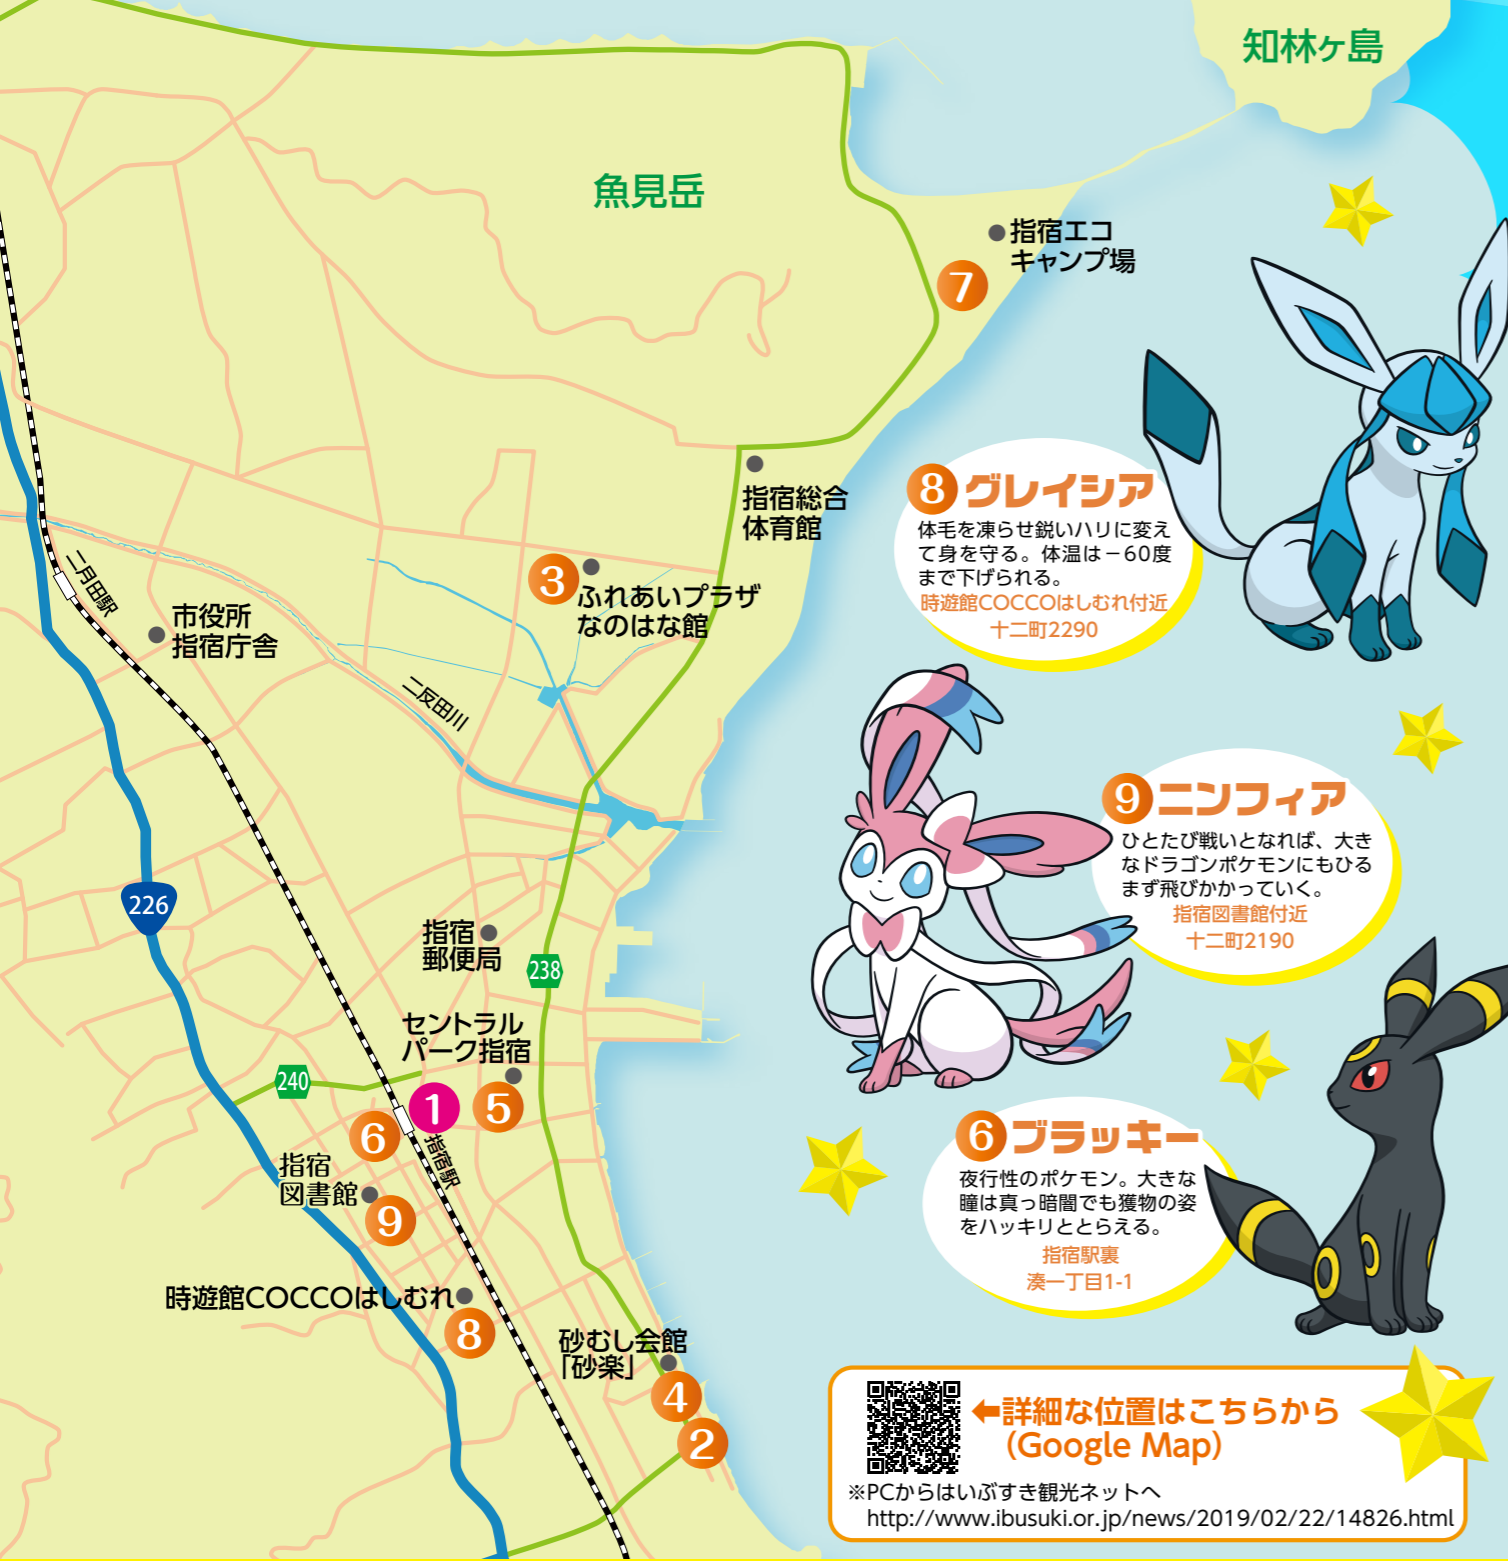 知林ヶ島
魚見岳
指宿エコ
キャンプ場
7
指宿総合
体育館
3
ふれあいプラザ
なのはな館
二月田駅
市役所
指宿庁舎
二反田川
226
指宿
郵便局
238
セントラル
パーク指宿
240
1
5
6
指宿駅
指宿
図書館
9
時遊館COCCOはしむれ
8
砂むし会館
「砂楽」
4
2
8 グレイシア
体毛を凍らせ鋭いハリに変え
て身を守る。体温は－60度
まで下げられる。
時遊館COCCOはしむれ付近
十二町2290
9 ニンフィア
ひとたび戦いとなれば、大き
なドラゴンポケモンにもひる
まず飛びかかっていく。
指宿図書館付近
十二町2190
6 ブラッキー
夜行性のポケモン。大きな
瞳は真っ暗闇でも獲物の姿
をハッキリととらえる。
指宿駅裏
湊一丁目1-1
⬅詳細な位置はこちらから
(Google Map)
※PCからはいぶすき観光ネットへ
http://www.ibusuki.or.jp/news/2019/02/22/14826.html